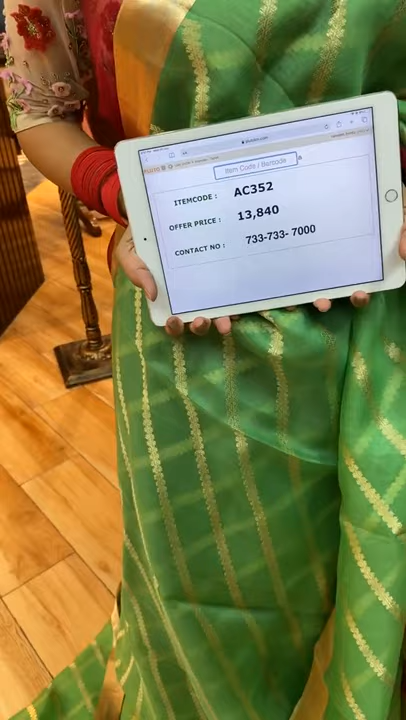 Item Code / Barcode
ITEMCODE : AC352
OFFER PRICE : 13,840
CONTACT NO : 733-733- 7000